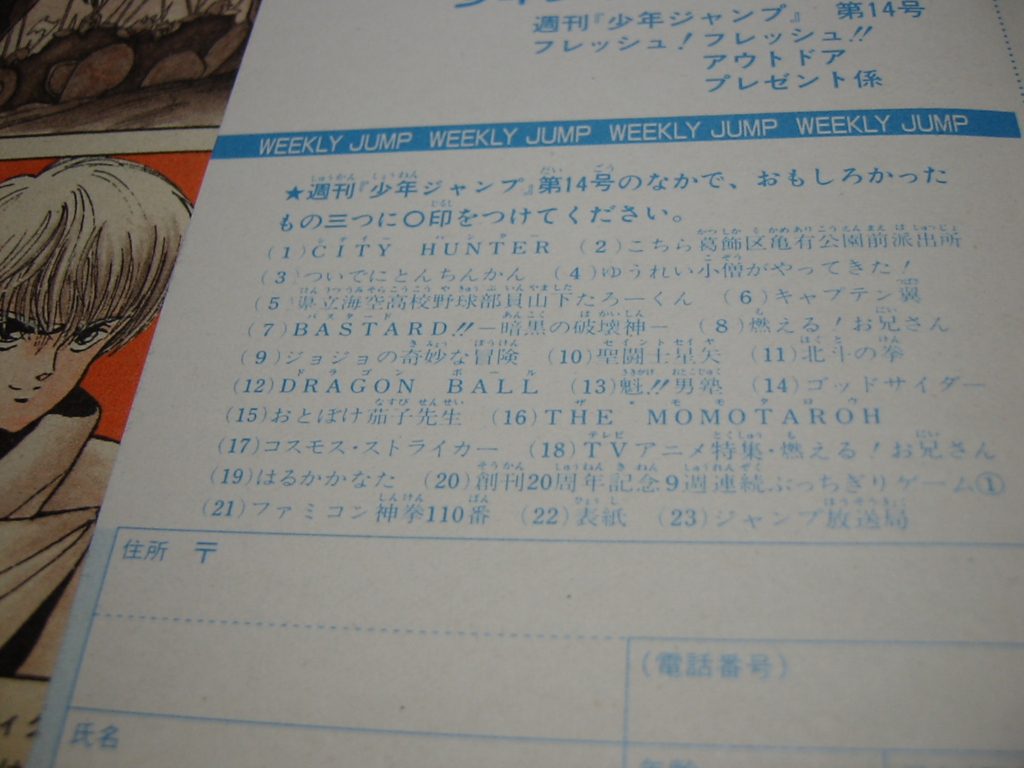 週刊『少年ジャンプ』 第14号
フレッシュ！フレッシュ!!
アウトドア
プレゼント係
WEEKLY JUMP WEEKLY JUMP WEEKLY JUMP WEEKLY JUMP
★週刊『少年ジャンプ』第14号のなかで、おもしろかった
もの三つに○印をつけてください。
(1)CITY HUNTER (2)こちら葛飾区亀有公園前派出所
(3)ついでにとんちんかん (4)ゆうれい小僧がやってきた！
(5)県立海空高校野球部員山下たろーくん (6)キャプテン翼
(7)BASTARD!!－暗黒の破壊神－ (8)燃える！お兄さん
(9)ジョジョの奇妙な冒険 (10)聖闘士星矢 (11)北斗の拳
(12)DRAGON BALL (13)魁!!男塾 (14)ゴッドサイダー
(15)おとぼけ茄子先生 (16)THE MOMOTAROH
(17)コスモス・ストライカー (18)TVアニメ特集・燃える！お兄さん
(19)はるかかなた (20)創刊20周年記念9週連続ぶっちぎりゲーム①
(21)ファミコン神拳110番 (22)表紙 (23)ジャンプ放送局
住所 〒
(電話番号)
氏名